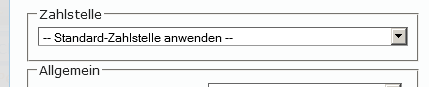 Zahlstelle
-- Standard-Zahlstelle anwenden --
Allgemein